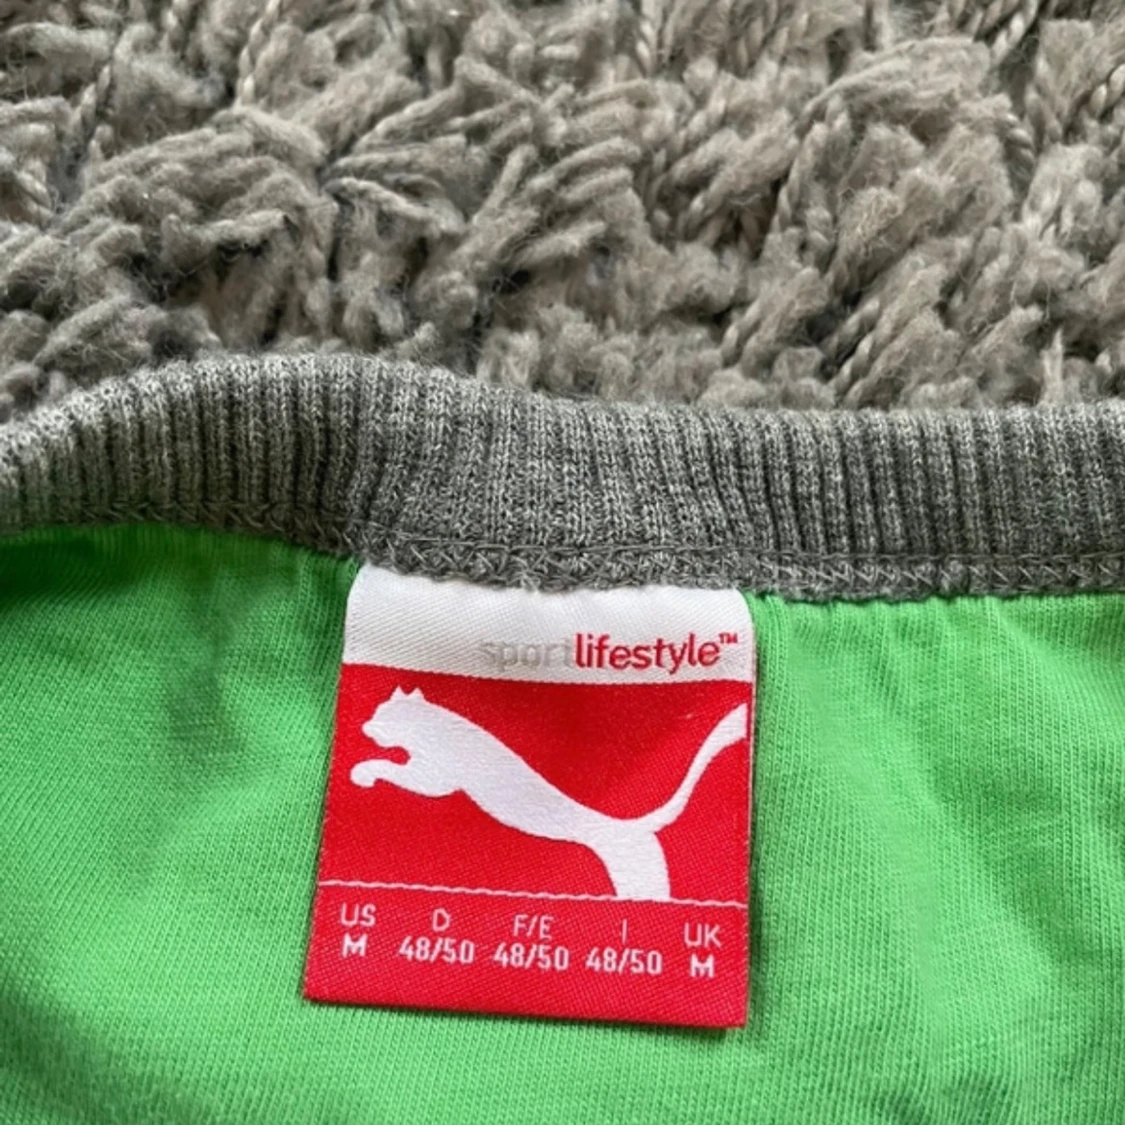 sportlifestyle™
US D F/E I UK
M 48/50 48/50 48/50 M